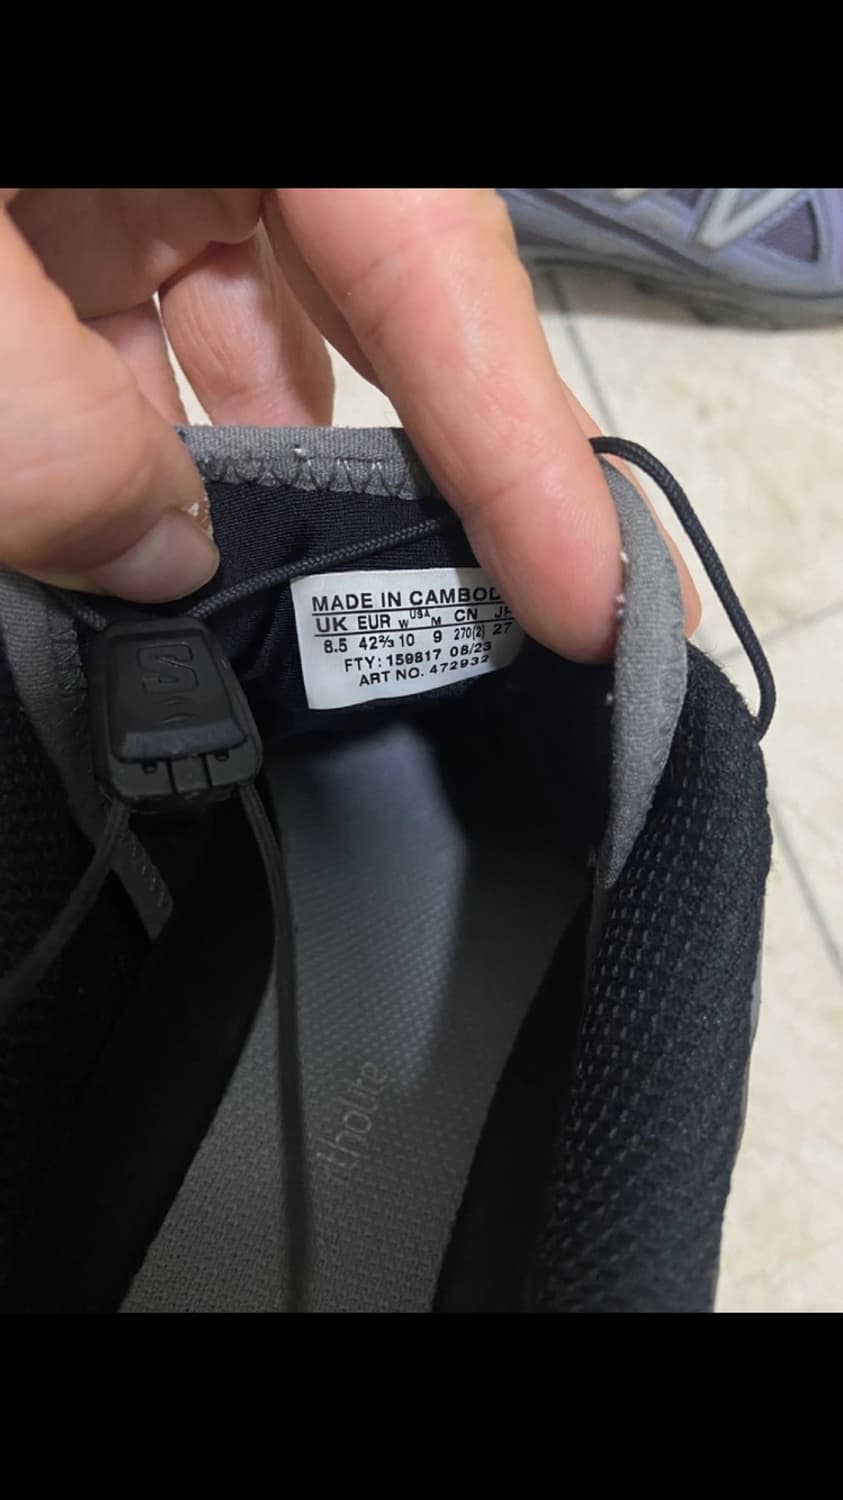 MADE IN CAMBOD
UK EUR W USA M CN JP
8.5 42⅔ 10 9 270(2) 27
FTY: 159817 08/23
ART NO. 472932
S
rtholite